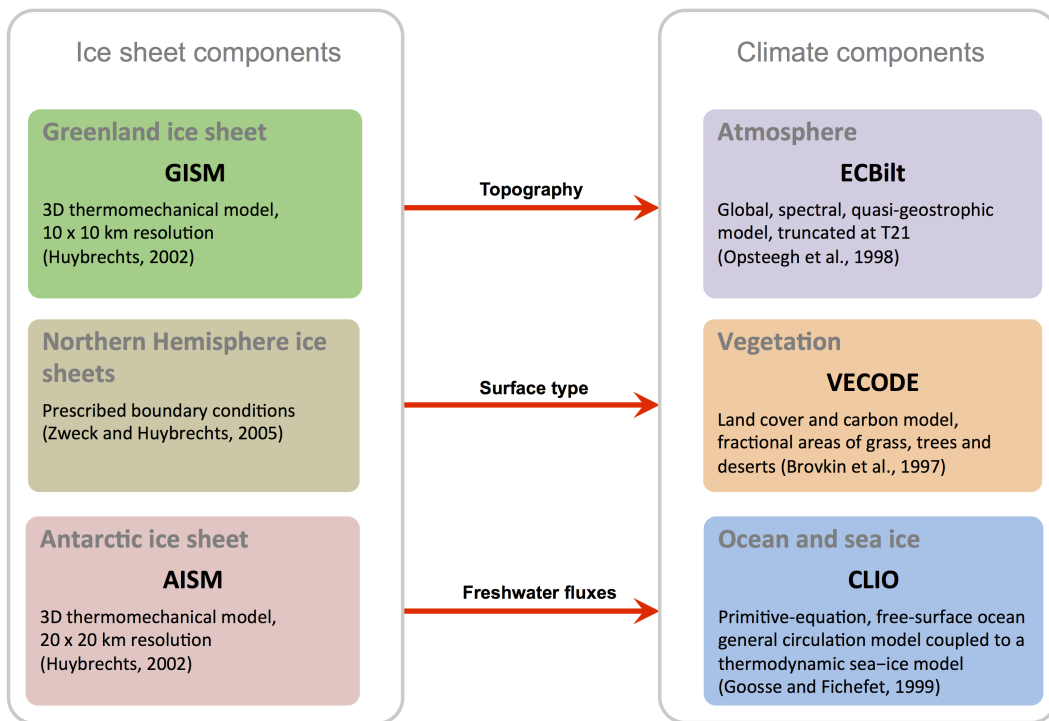 Ice sheet components
Greenland ice sheet
GISM
3D thermomechanical model,
10 x 10 km resolution
(Huybrechts, 2002)
Northern Hemisphere ice
sheets
Prescribed boundary conditions
(Zweck and Huybrechts, 2005)
Antarctic ice sheet
AISM
3D thermomechanical model,
20 x 20 km resolution
(Huybrechts, 2002)
Topography
Surface type
Freshwater fluxes
Climate components
Atmosphere
ECBilt
Global, spectral, quasi-geostrophic
model, truncated at T21
(Opsteegh et al., 1998)
Vegetation
VECODE
Land cover and carbon model,
fractional areas of grass, trees and
deserts (Brovkin et al., 1997)
Ocean and sea ice
CLIO
Primitive-equation, free-surface ocean
general circulation model coupled to a
thermodynamic sea–ice model
(Goosse and Fichefet, 1999)